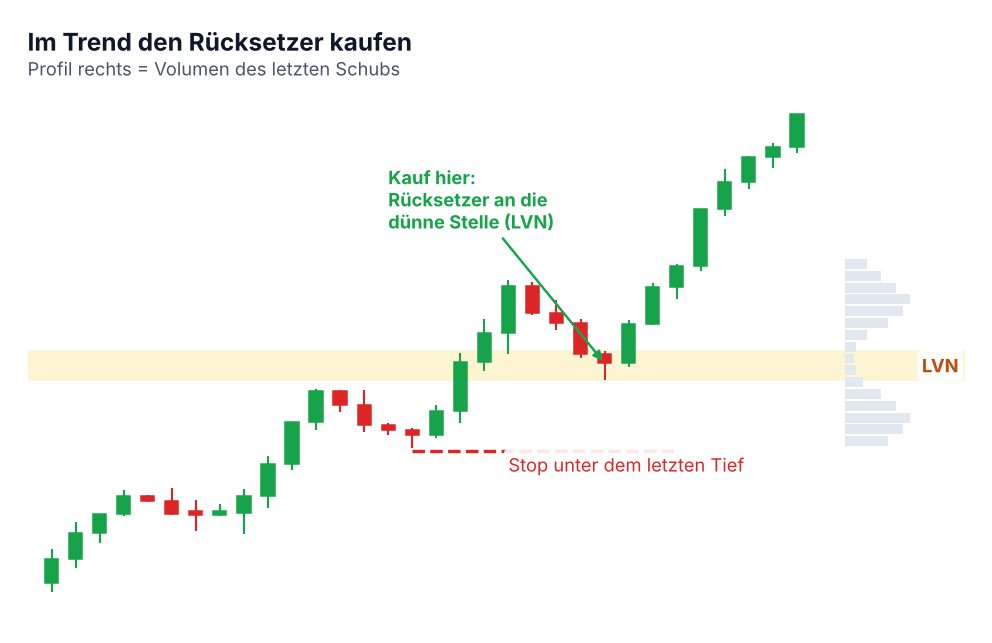 Im Trend den Rücksetzer kaufen
Profil rechts = Volumen des letzten Schubs
Kauf hier:
Rücksetzer an die
dünne Stelle (LVN)
LVN
Stop unter dem letzten Tief